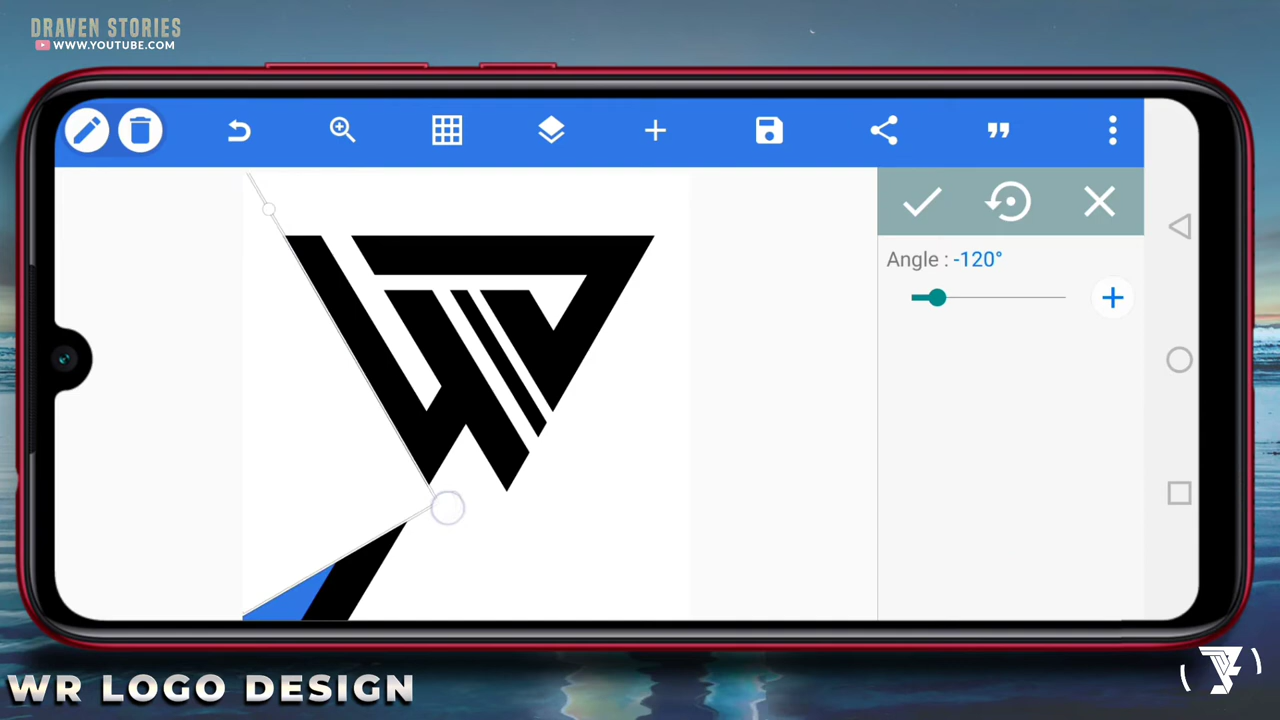 DRAVEN STORIES
WWW.YOUTUBE.COM
Angle : -120°
WR LOGO DESIGN